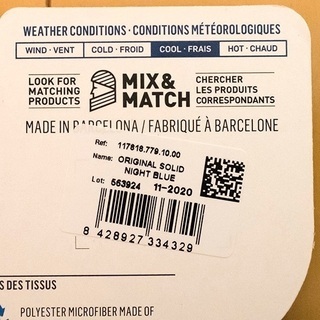 WEATHER CONDITIONS · CONDITIONS MÉTÉOROLOGIQUES
WIND · VENT COLD · FROID COOL · FRAIS HOT · CHAUD
LOOK FOR MATCHING PRODUCTS
MIX & MATCH
CHERCHER LES PRODUITS CORRESPONDANTS
MADE IN BARCELONA / FABRIQUÉ À BARCELONE
Ref: 117818.779.10.00
Name: ORIGINAL SOLID
NIGHT BLUE
Lot: 563924 11-2020
8 428927 334329
S DES TISSUS
POLYESTER MICROFIBER MADE OF